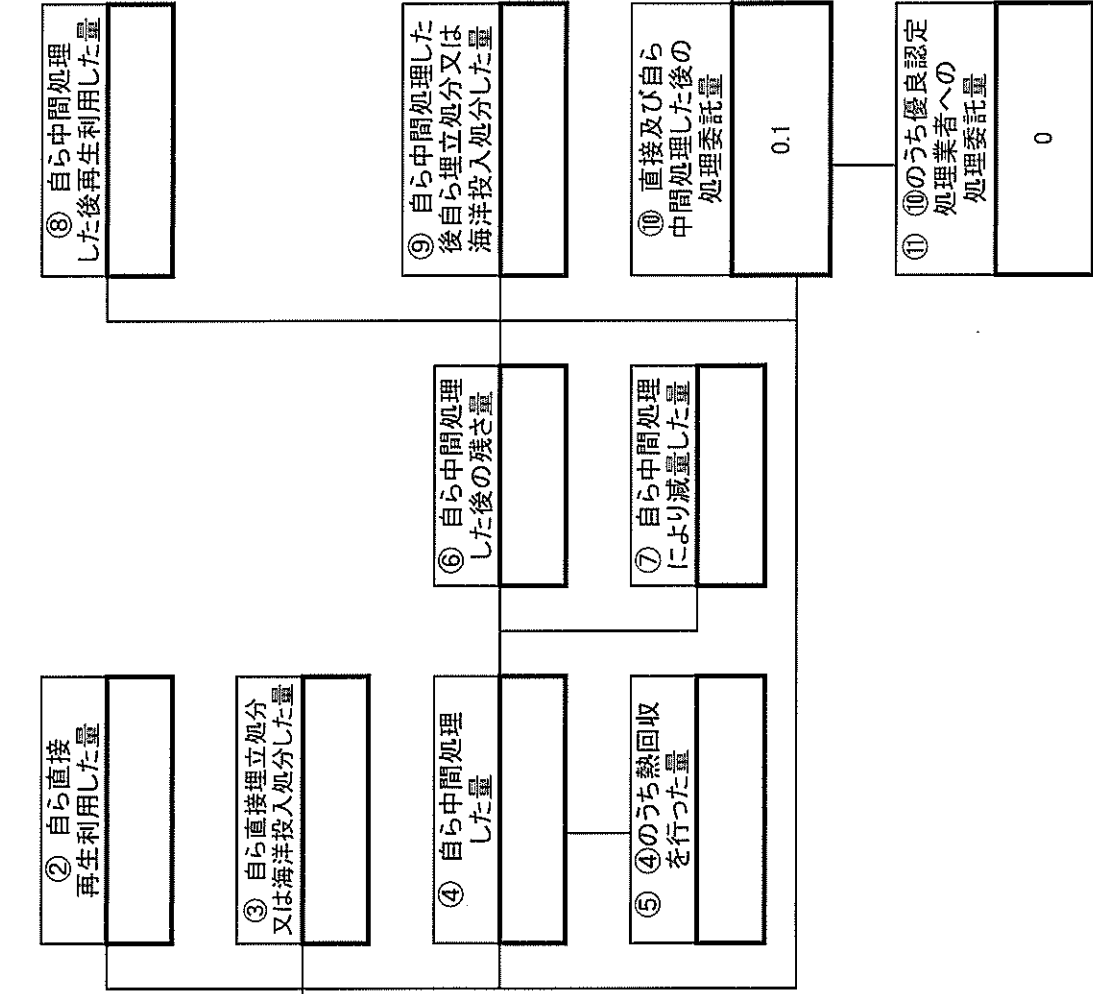 ② 自ら直接
再生利用した量
③ 自ら直接埋立処分
又は海洋投入処分した量
④ 自ら中間処理
した量
⑤ ④のうち熱回収
を行った量
⑥ 自ら中間処理
した後の残さ量
⑦ 自ら中間処理
により減量した量
⑧ 自ら中間処理
した後再生利用した量
⑨ 自ら中間処理した
後自ら埋立処分又は
海洋投入処分した量
⑩ 直接及び自ら
中間処理した後の
処理委託量
0.1
⑪ ⑩のうち優良認定
処理業者への
処理委託量
0